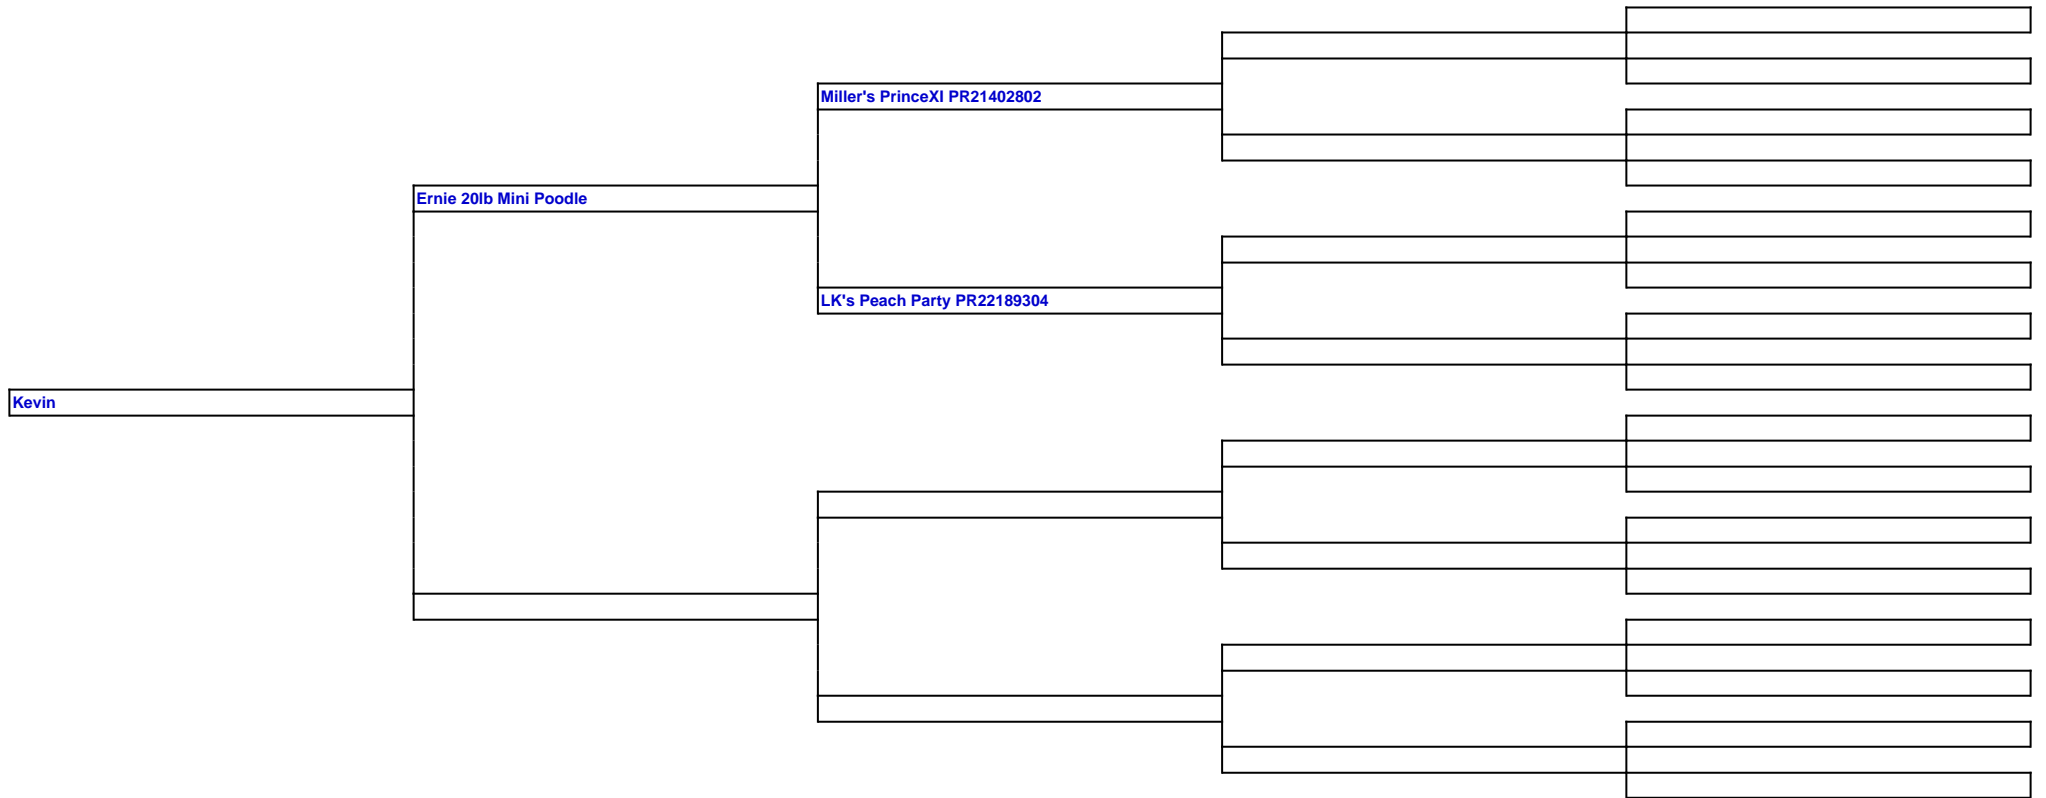 Miller's PrinceXI PR21402802
Ernie 20lb Mini Poodle
LK's Peach Party PR22189304
Kevin